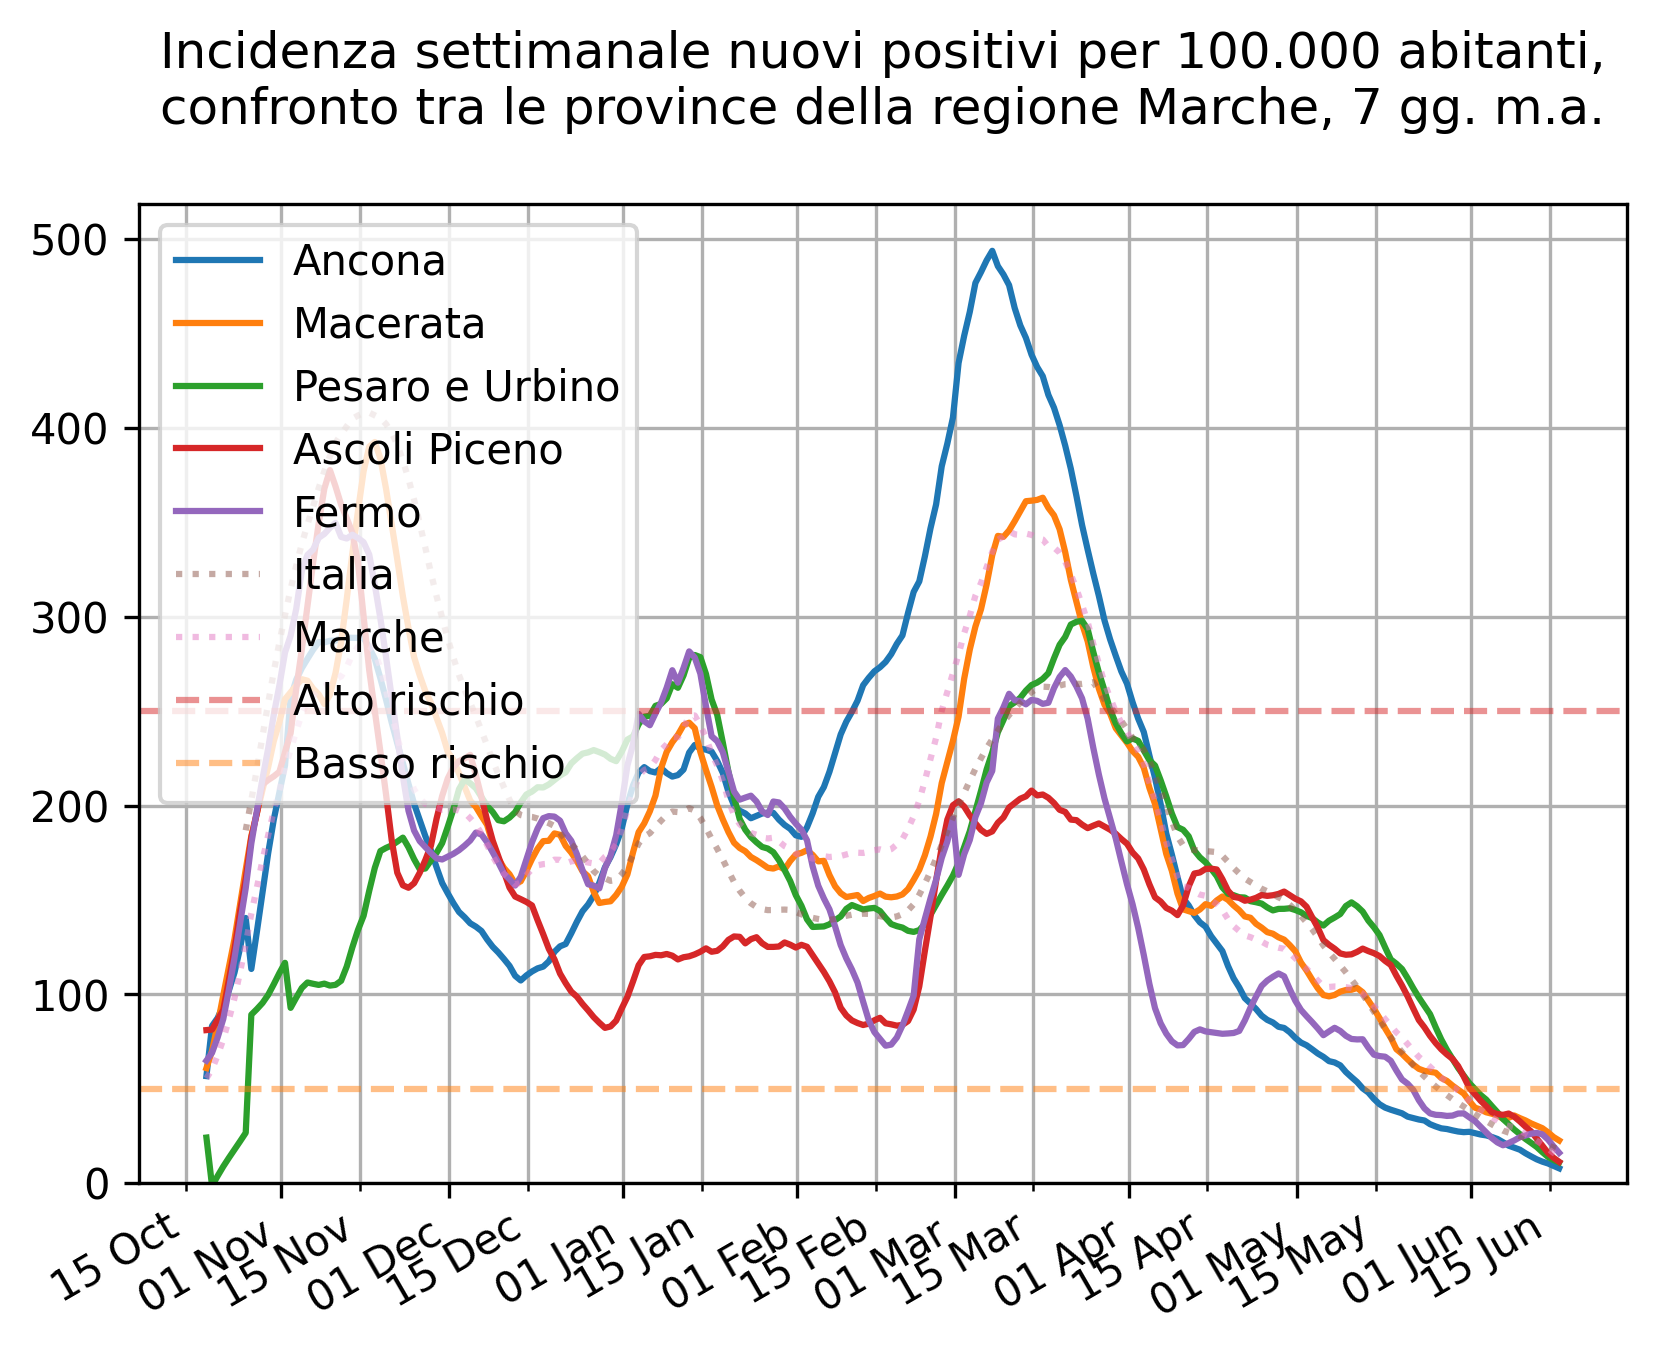 Incidenza settimanale nuovi positivi per 100.000 abitanti,
confronto tra le province della regione Marche, 7 gg. m.a.
500
400
300
200
100
0
Ancona
Macerata
Pesaro e Urbino
Ascoli Piceno
Fermo
Italia
Marche
Alto rischio
Basso rischio
15 Oct
01 Nov
15 Nov
01 Dec
15 Dec
01 Jan
15 Jan
01 Feb
15 Feb
01 Mar
15 Mar
01 Apr
15 Apr
01 May
15 May
01 Jun
15 Jun